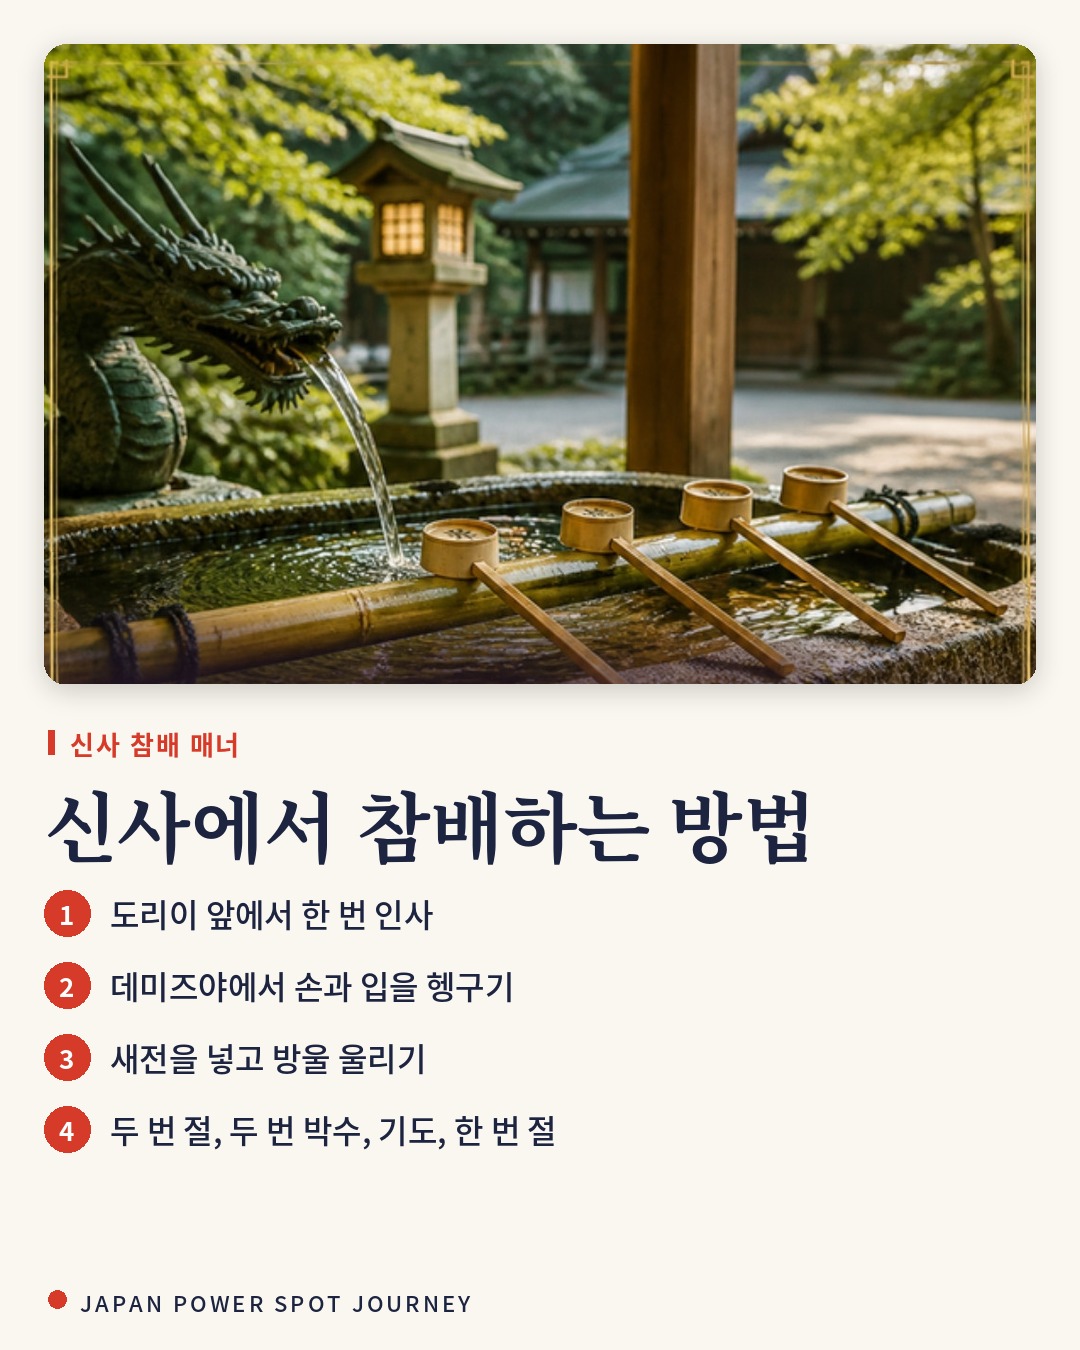 신사 참배 매너
신사에서 참배하는 방법
1 도리이 앞에서 한 번 인사
2 데미즈야에서 손과 입을 헹구기
3 새전을 넣고 방울 울리기
4 두 번 절, 두 번 박수, 기도, 한 번 절
JAPAN POWER SPOT JOURNEY